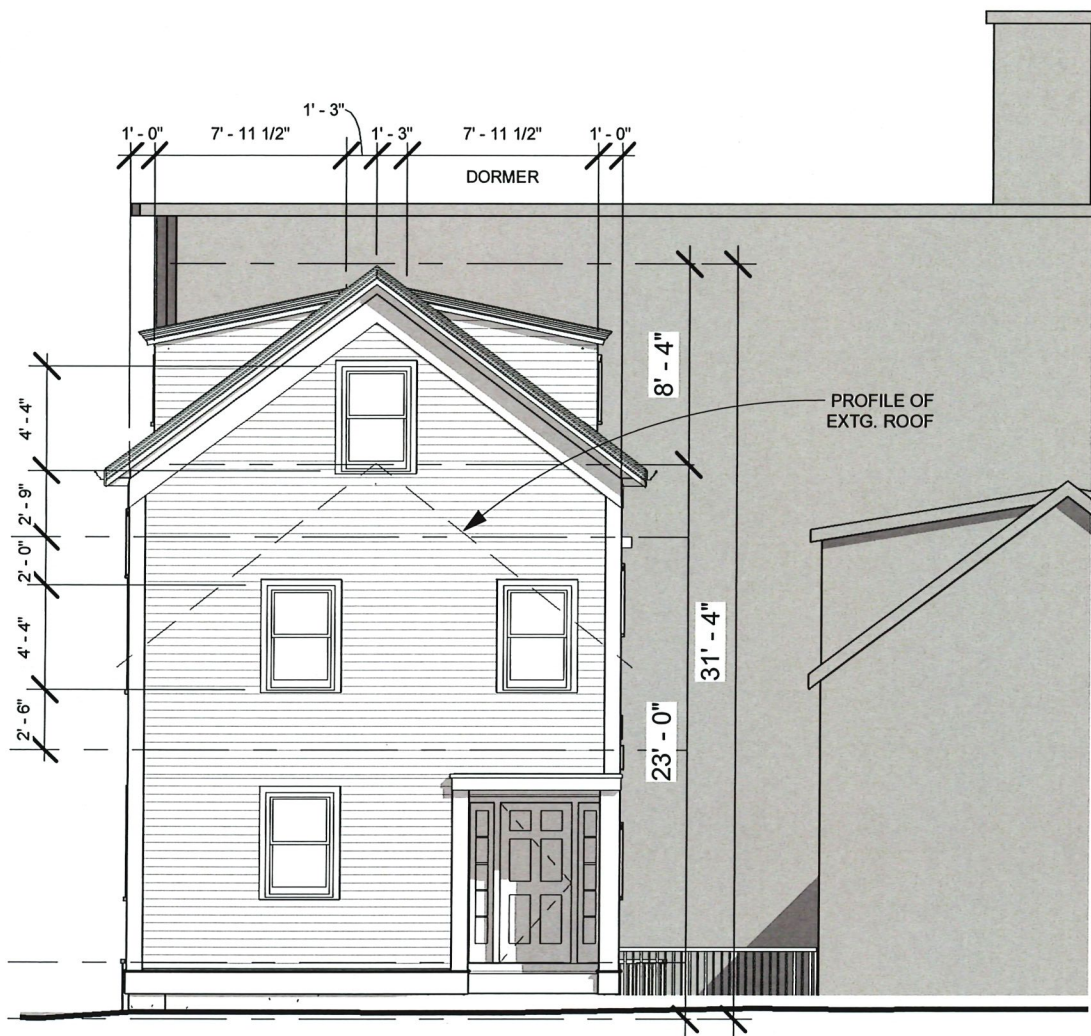 1' - 3"
1' - 0"
7' - 11 1/2"
1' - 3"
7' - 11 1/2"
1' - 0"
DORMER
8' - 4"
PROFILE OF
EXTG. ROOF
4' - 4"
2' - 9"
2' - 0"
4' - 4"
2' - 6"
31' - 4"
23' - 0"